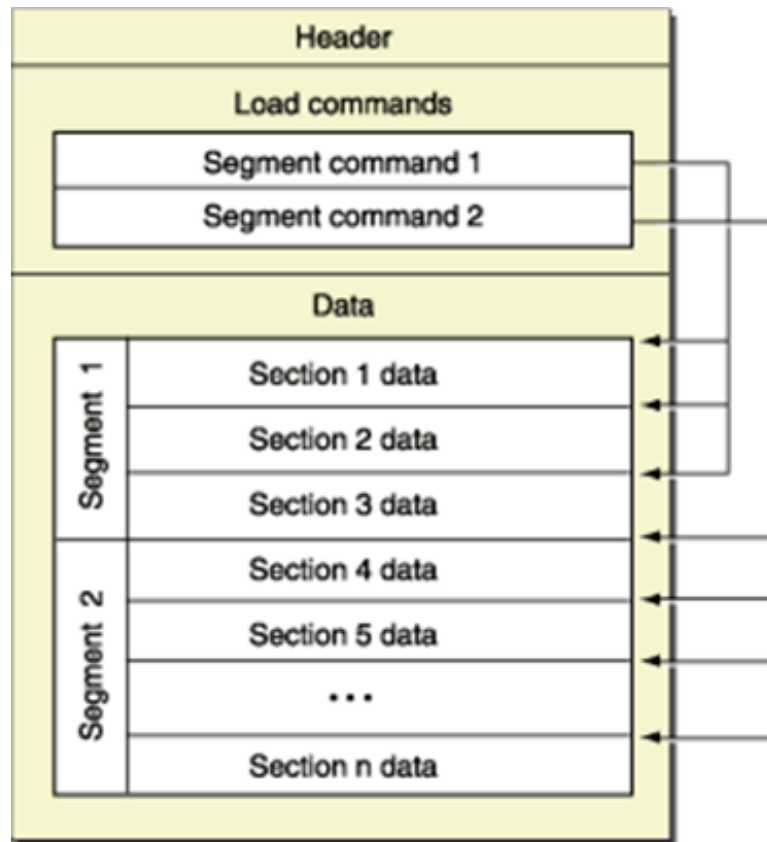 Header
Load commands
Segment command 1
Segment command 2
Data
Segment 1
Section 1 data
Section 2 data
Section 3 data
Segment 2
Section 4 data
Section 5 data
...
Section n data